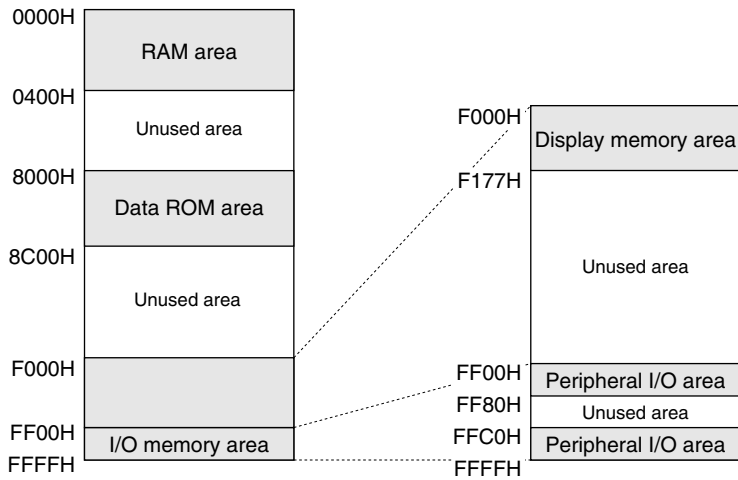 0000H
RAM area
0400H
Unused area
8000H
Data ROM area
8C00H
Unused area
F000H
FF00H
I/O memory area
FFFFH
F000H
Display memory area
F177H
Unused area
FF00H
Peripheral I/O area
FF80H
Unused area
FFC0H
Peripheral I/O area
FFFFH